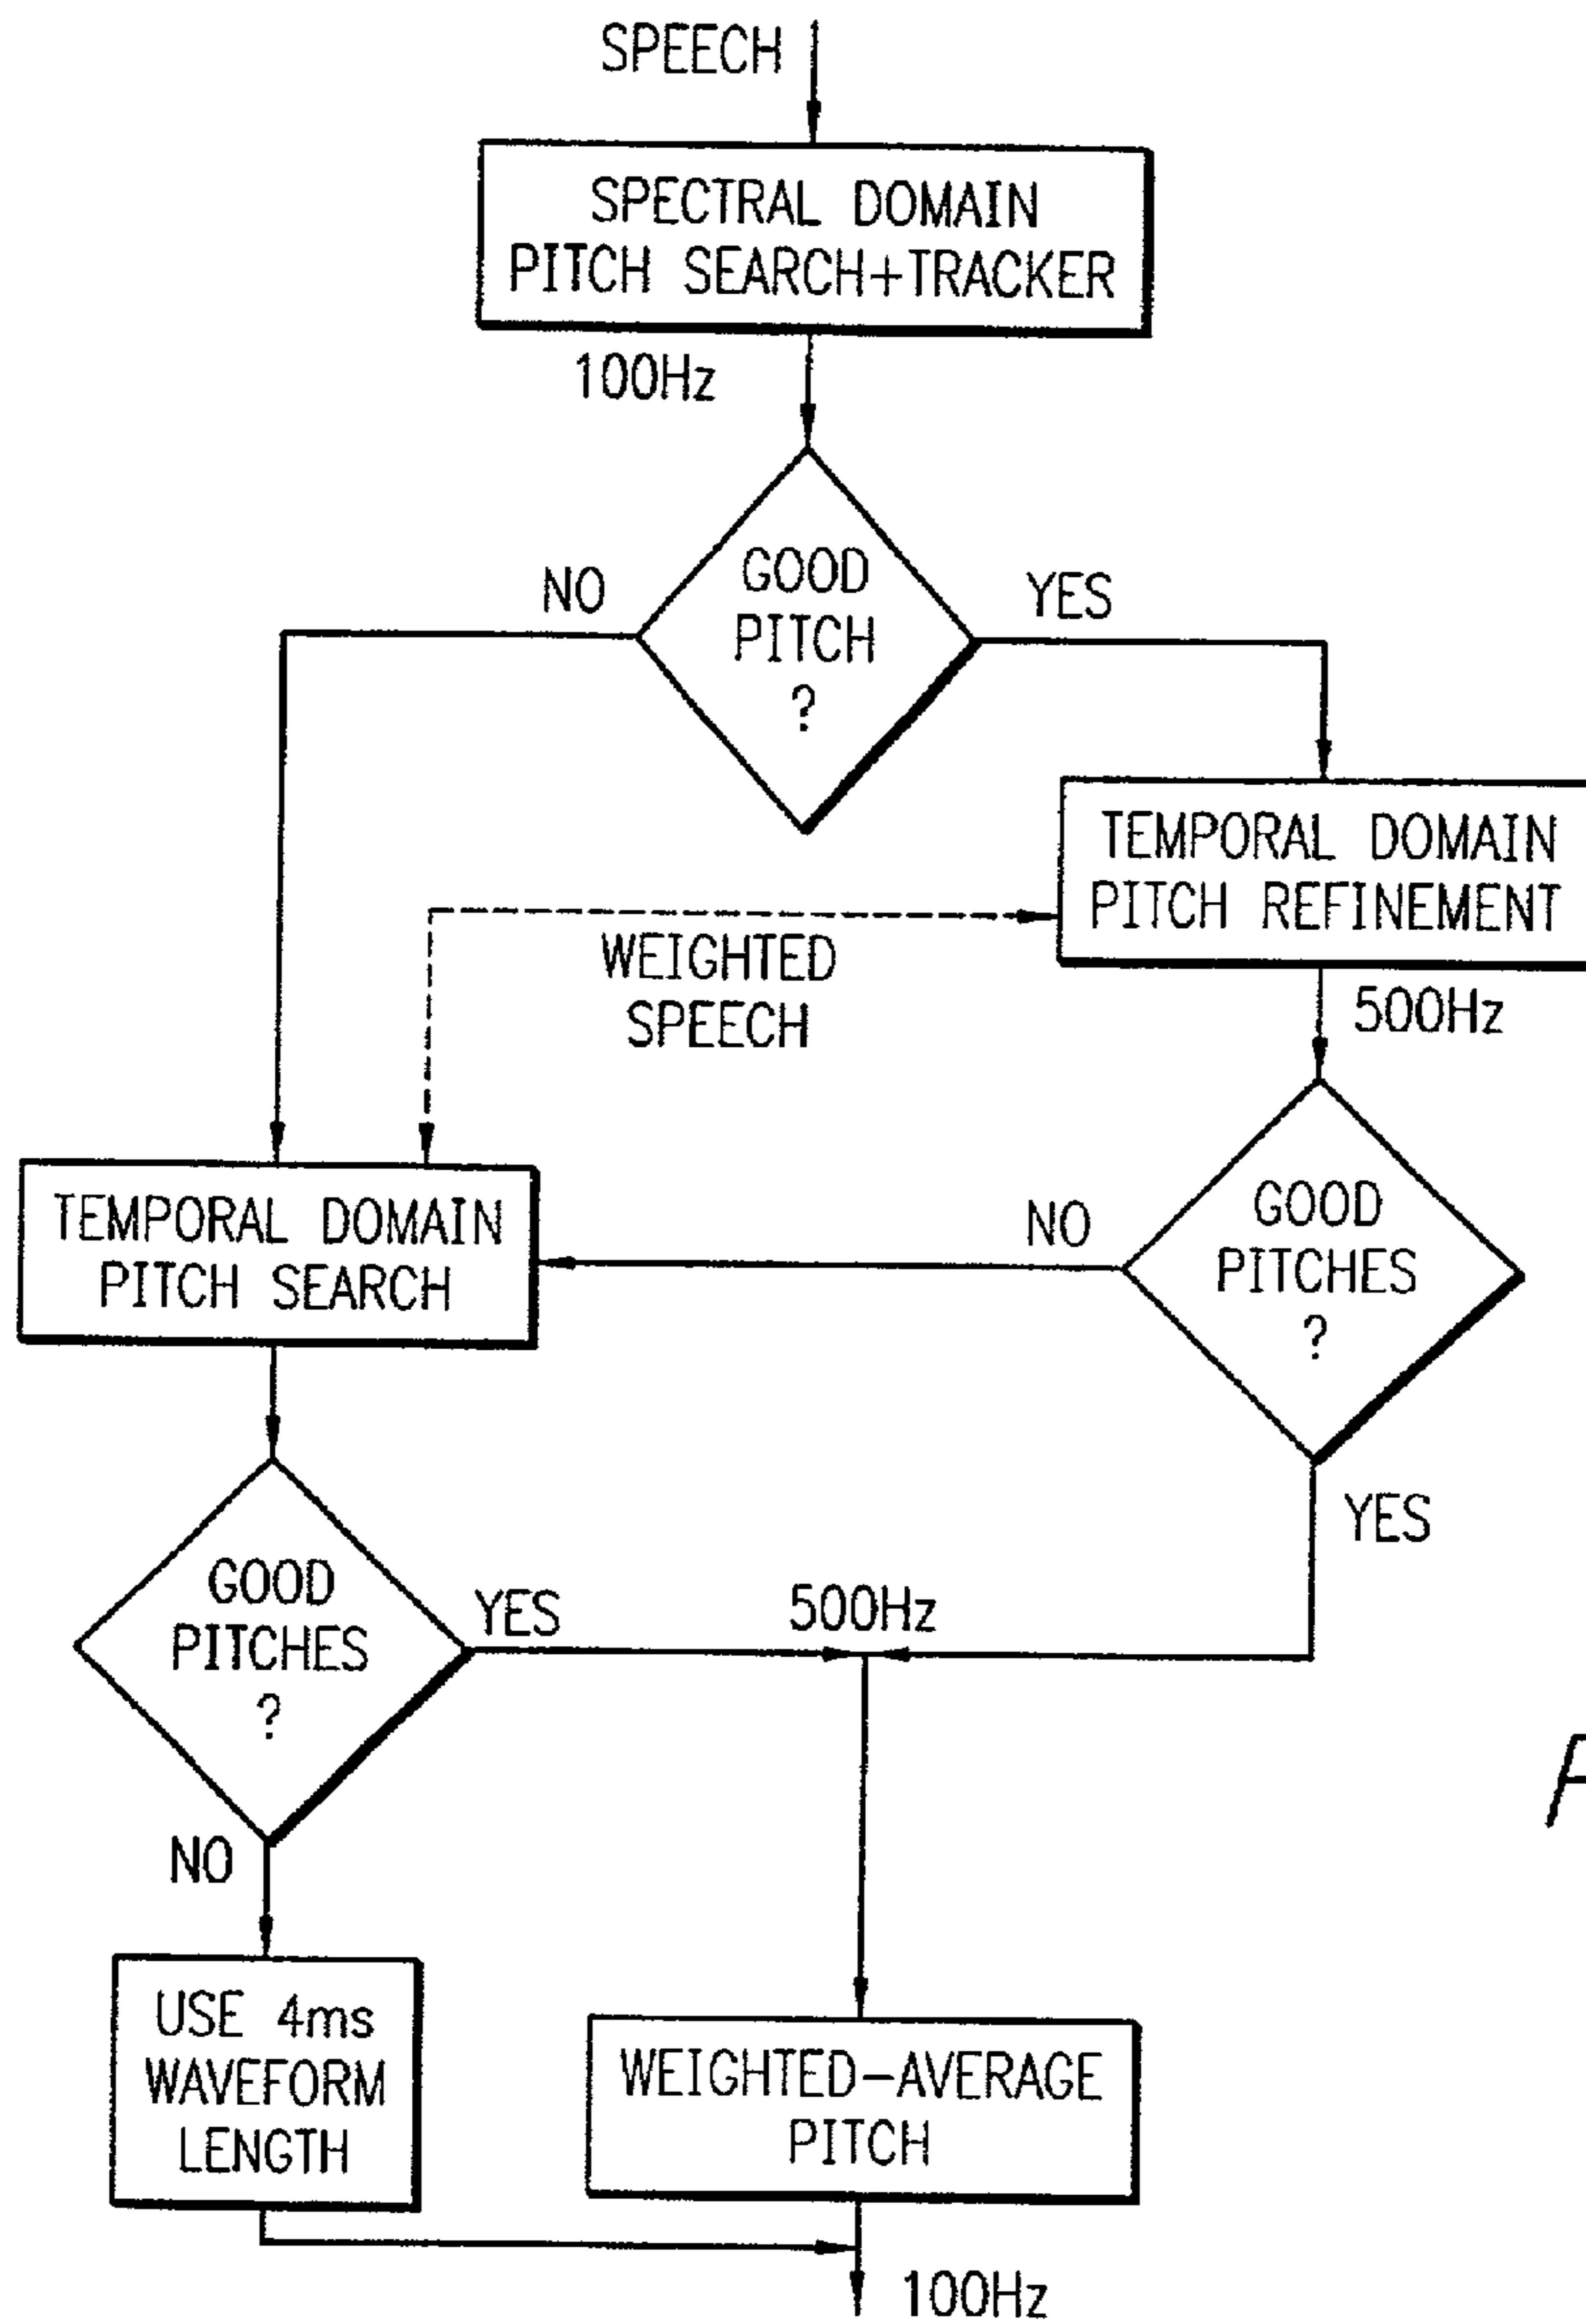 SPEECH
SPECTRAL DOMAIN
PITCH SEARCH+TRACKER
100Hz
GOOD
PITCH
?
NO
YES
TEMPORAL DOMAIN
PITCH REFINEMENT
WEIGHTED
SPEECH
500Hz
TEMPORAL DOMAIN
PITCH SEARCH
NO
GOOD
PITCHES
?
YES
GOOD
PITCHES
?
YES
500Hz
NO
USE 4ms
WAVEFORM
LENGTH
WEIGHTED-AVERAGE
PITCH
100Hz